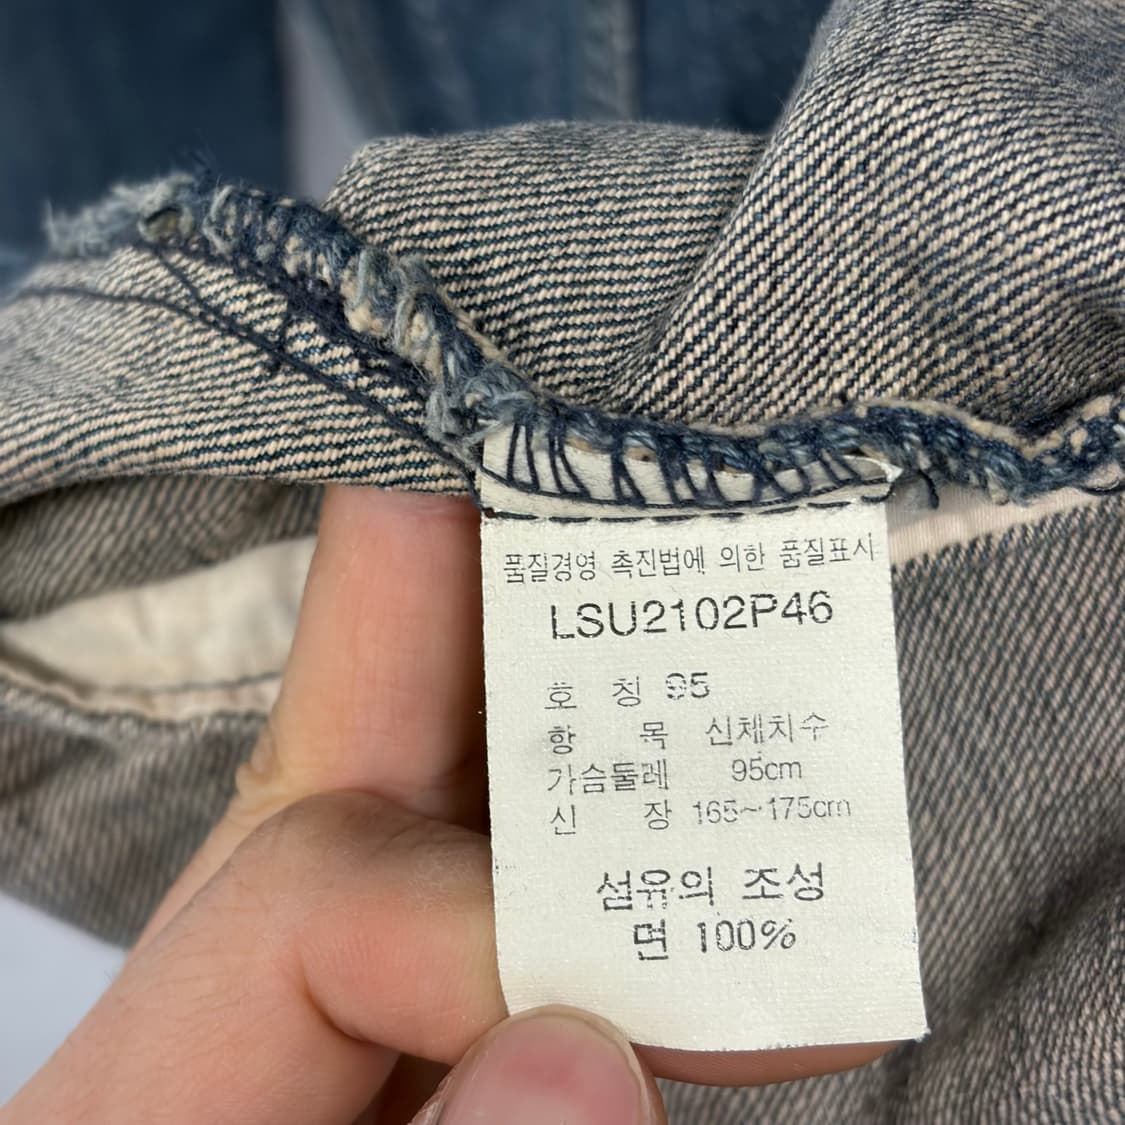 품질경영 촉진법에 의한 품질표시
LSU2102P46
호 칭 95
항 목 신체치수
가슴둘레 95cm
신 장 165~175cm
섬유의 조성
면 100%